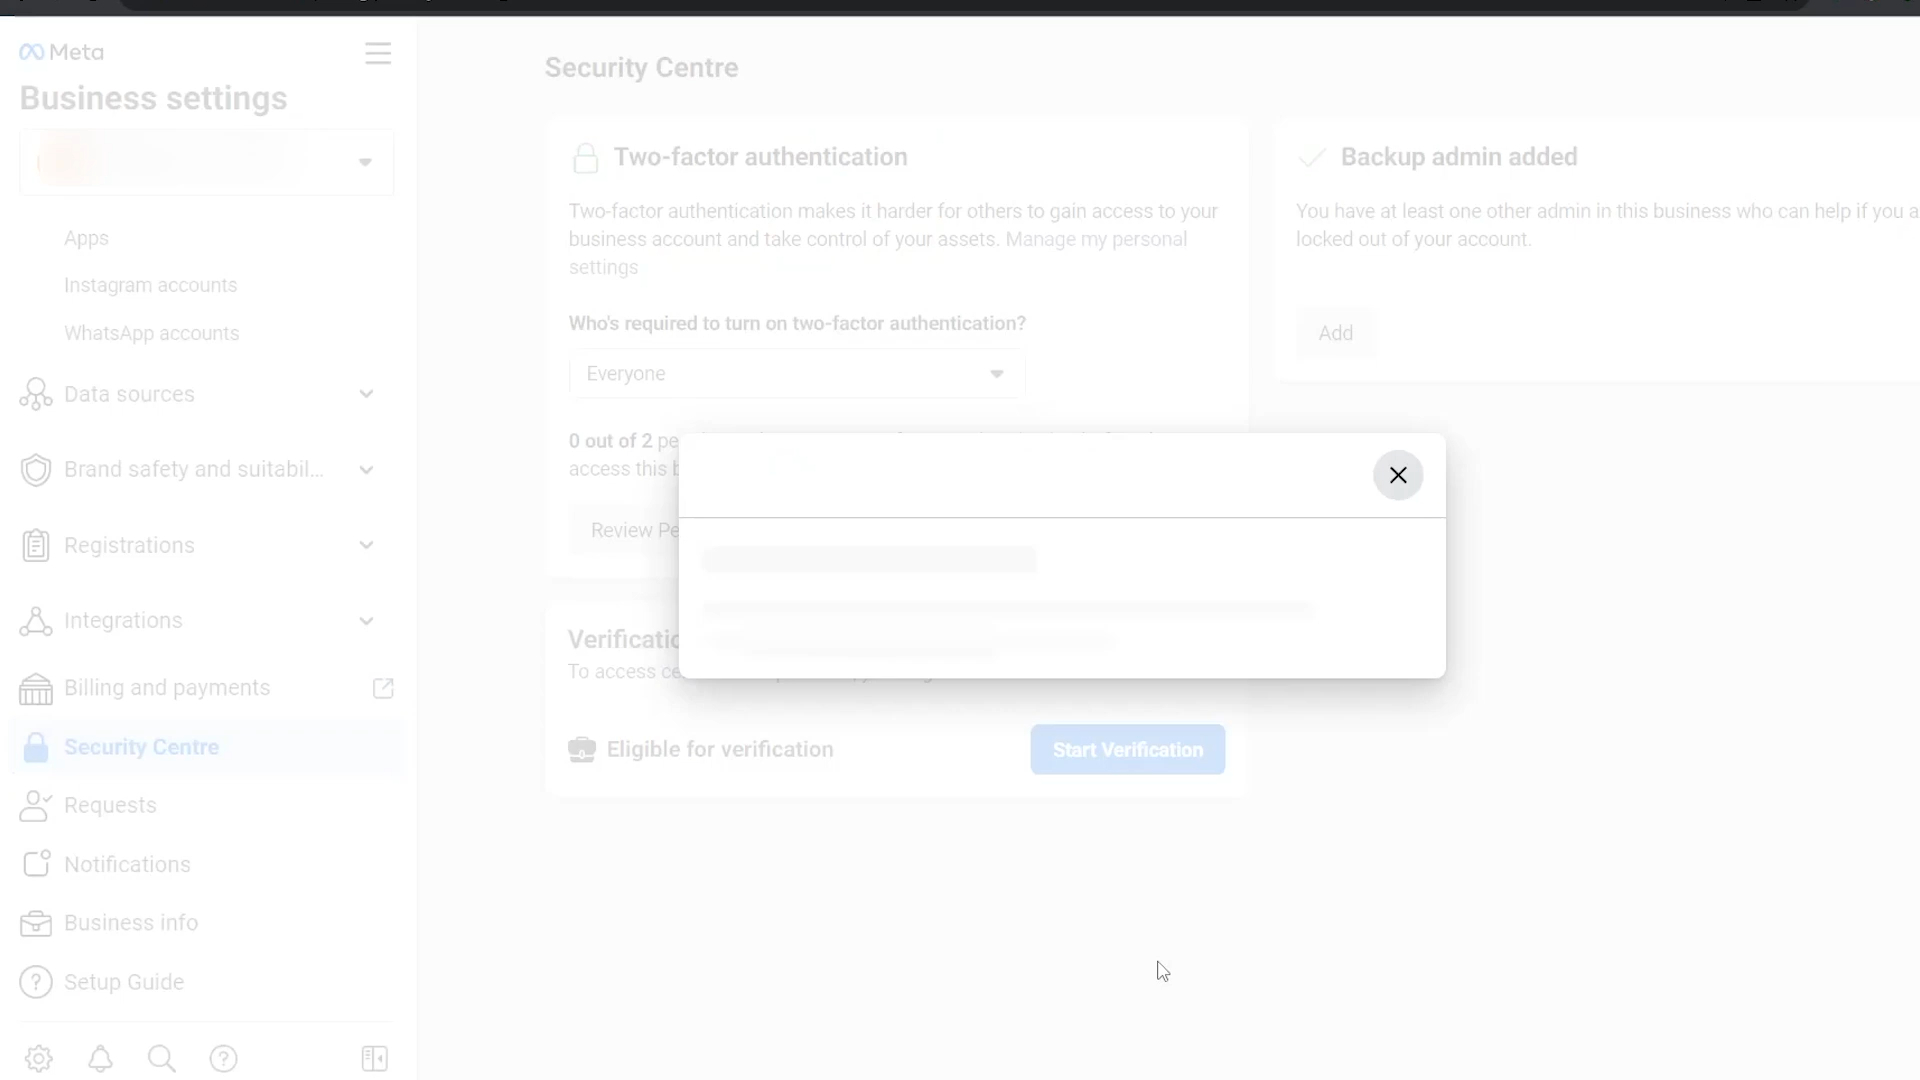 Meta
Business settings
Apps
Instagram accounts
WhatsApp accounts
Data sources
Brand safety and suitabil...
Registrations
Integrations
Billing and payments
Security Centre
Requests
Notifications
Business info
Setup Guide
Security Centre
Two-factor authentication
Two-factor authentication makes it harder for others to gain access to your
business account and take control of your assets. Manage my personal
settings
Who's required to turn on two-factor authentication?
Everyone
0 out of 2
access this
Review
To access
Eligible for verification
Start Verification
Backup admin added
You have at least one other admin in this business who can help if you a
locked out of your account.
Add